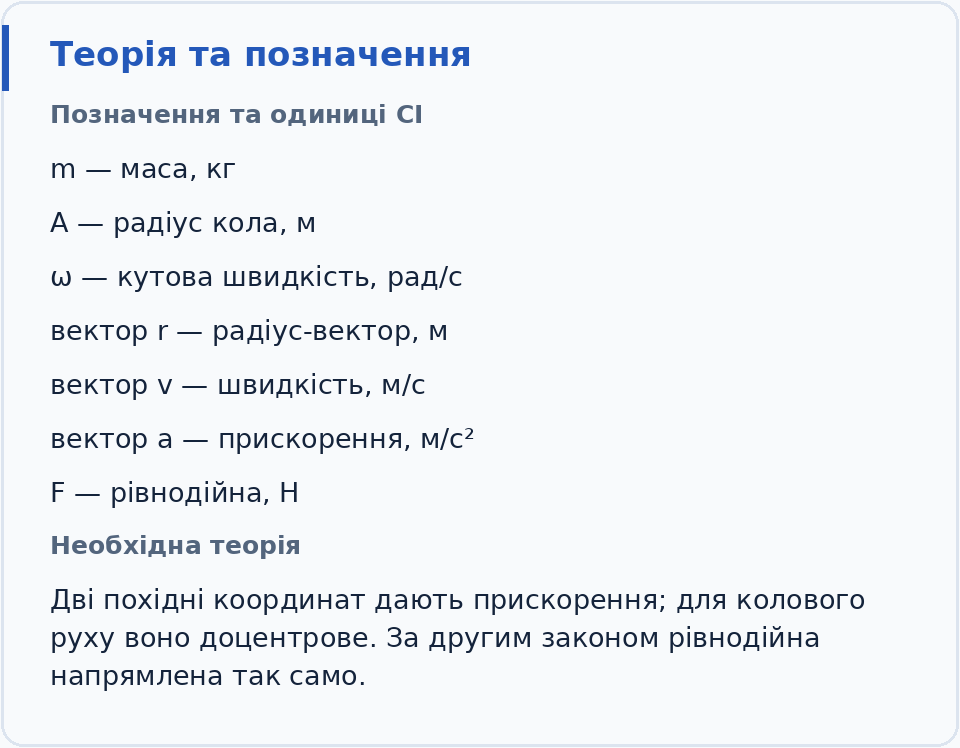 Теорія та позначення
Позначення та одиниці СІ
m — маса, кг
A — радіус кола, м
ω — кутова швидкість, рад/с
вектор r — радіус-вектор, м
вектор v — швидкість, м/с
вектор a — прискорення, м/с²
F — рівнодійна, Н
Необхідна теорія
Дві похідні координат дають прискорення; для колового
руху воно доцентрове. За другим законом рівнодійна
напрямлена так само.